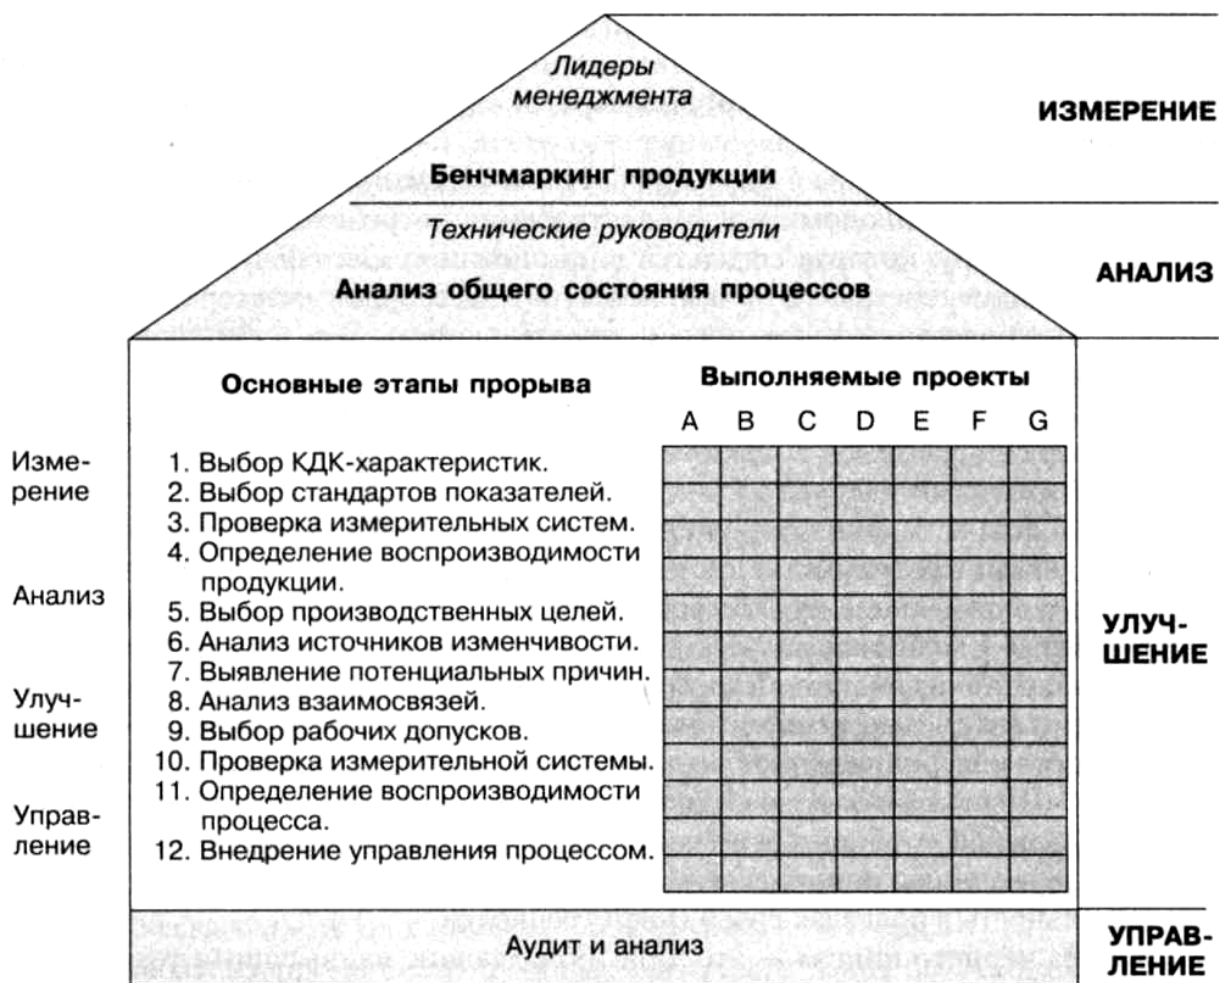 Лидеры
менеджмента
ИЗМЕРЕНИЕ
Бенчмаркинг продукции
Технические руководители
АНАЛИЗ
Анализ общего состояния процессов
Основные этапы прорыва
Выполняемые проекты
A B C D E F G
Изме-
рение
1. Выбор КДК-характеристик.
2. Выбор стандартов показателей.
3. Проверка измерительных систем.
4. Определение воспроизводимости
продукции.
Анализ
5. Выбор производственных целей.
6. Анализ источников изменчивости.
7. Выявление потенциальных причин.
Улуч-
шение
8. Анализ взаимосвязей.
9. Выбор рабочих допусков.
10. Проверка измерительной системы.
11. Определение воспроизводимости
процесса.
Управ-
ление
12. Внедрение управления процессом.
УЛУЧ-
ШЕНИЕ
Аудит и анализ
УПРАВ-
ЛЕНИЕ